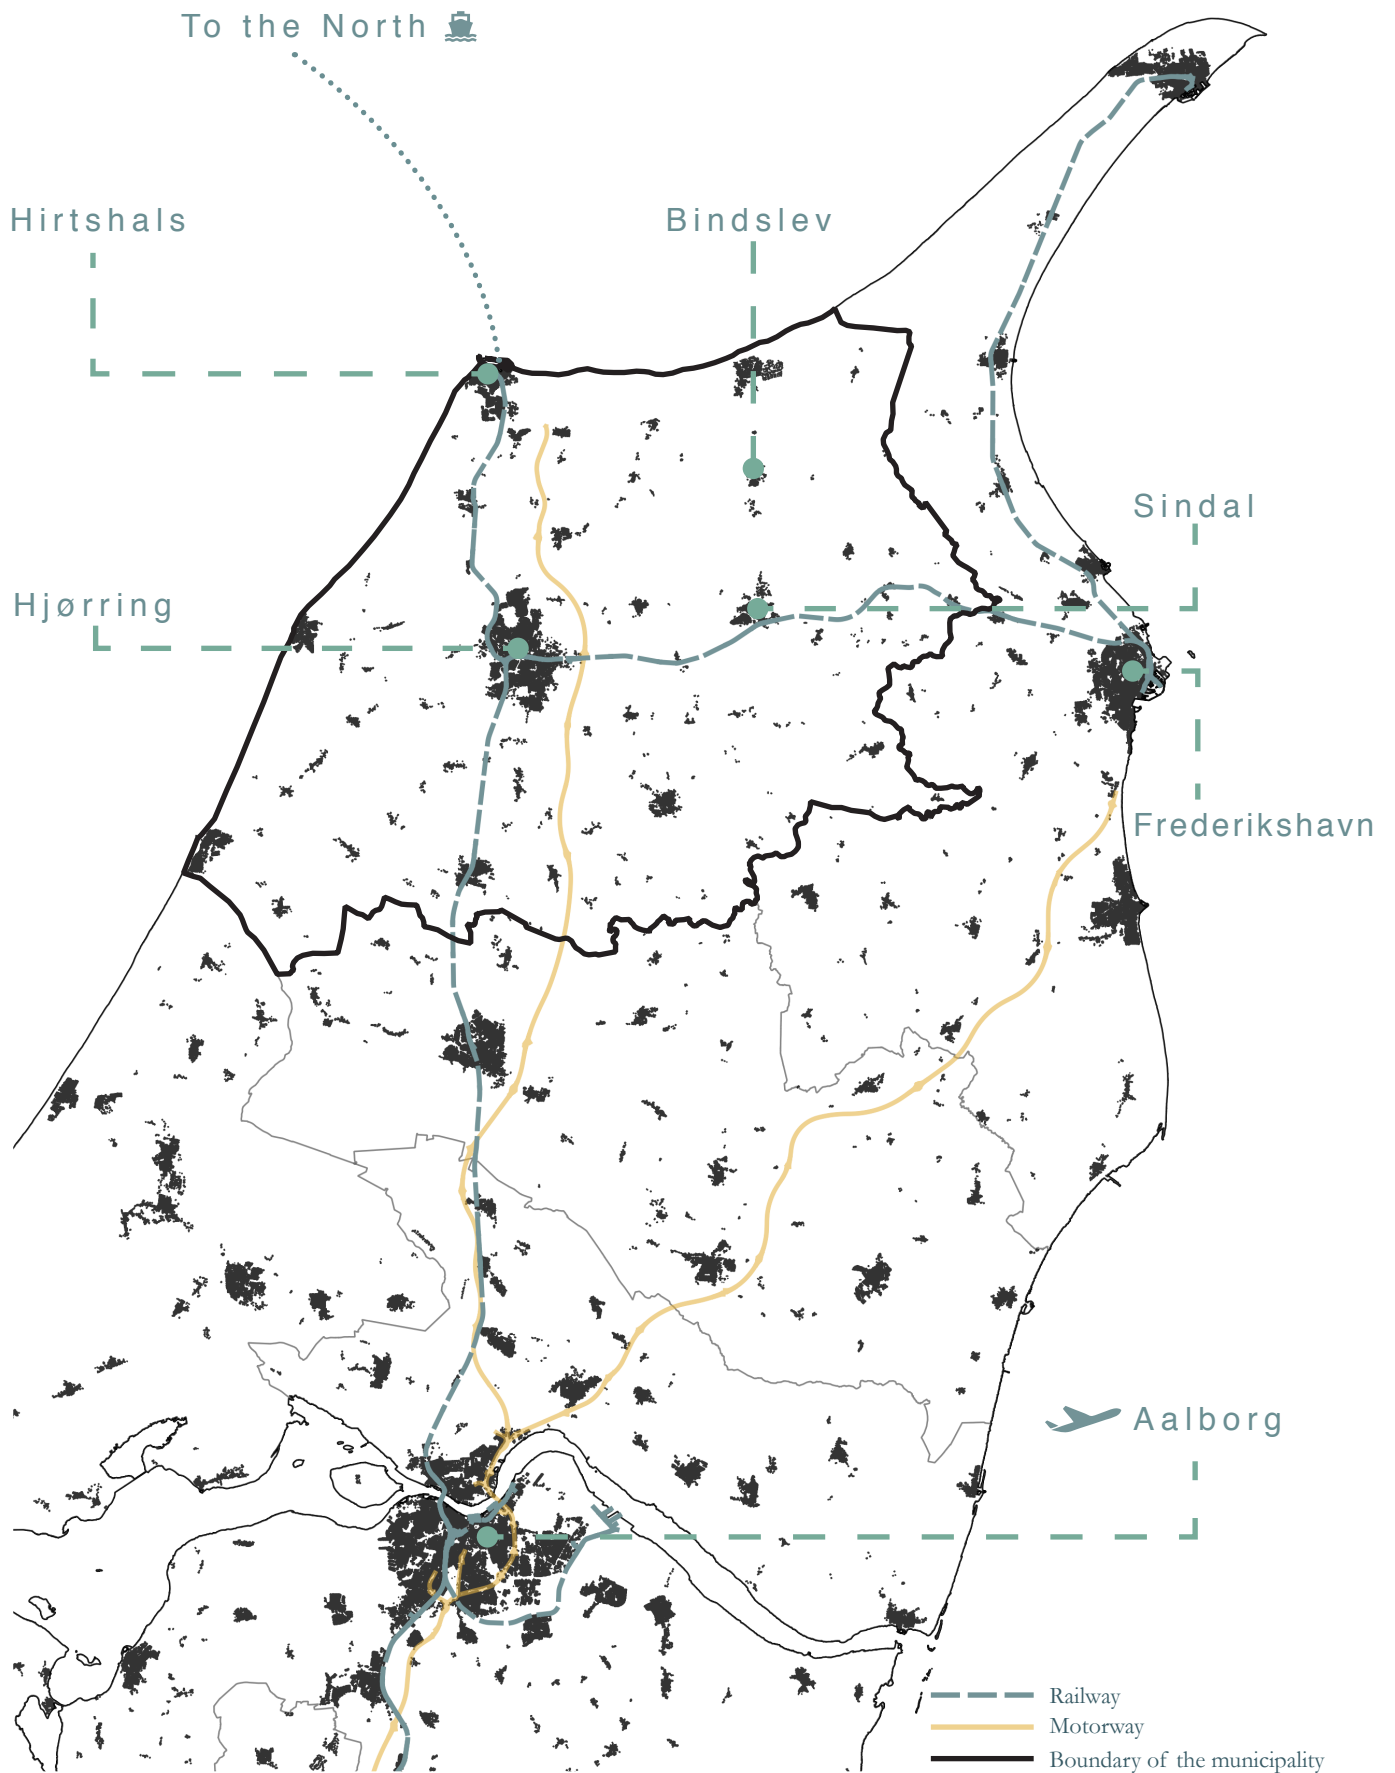 To the North
Hirtshals
Bindslev
Sindal
Hjørring
Frederikshavn
Aalborg
Railway
Motorway
Boundary of the municipality